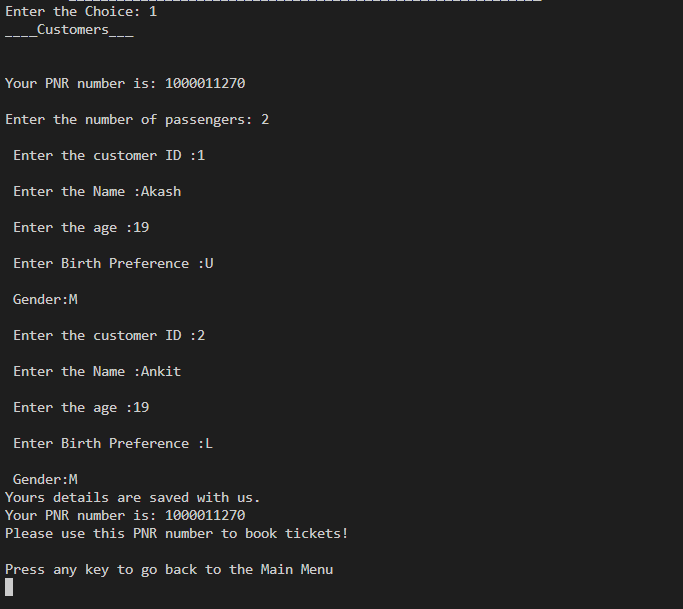 Enter the Choice: 1
____Customers___
Your PNR number is: 1000011270
Enter the number of passengers: 2
Enter the customer ID :1
Enter the Name :Akash
Enter the age :19
Enter Birth Preference :U
Gender:M
Enter the customer ID :2
Enter the Name :Ankit
Enter the age :19
Enter Birth Preference :L
Gender:M
Yours details are saved with us.
Your PNR number is: 1000011270
Please use this PNR number to book tickets!
Press any key to go back to the Main Menu